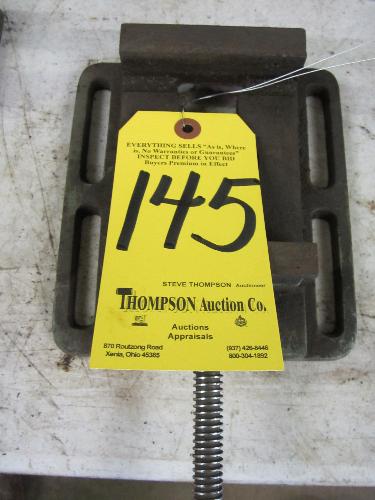 EVERYTHING SELLS "As is, Where
is, No Warranties or Guarantees"
INSPECT BEFORE YOU BID
Buyers Premium in Effect
145
STEVE THOMPSON Auctioneer
THOMPSON Auction Co.
Auctions
Appraisals
870 Routzong Road
Xenia, Ohio 45385
(937) 426-8446
800-304-1892